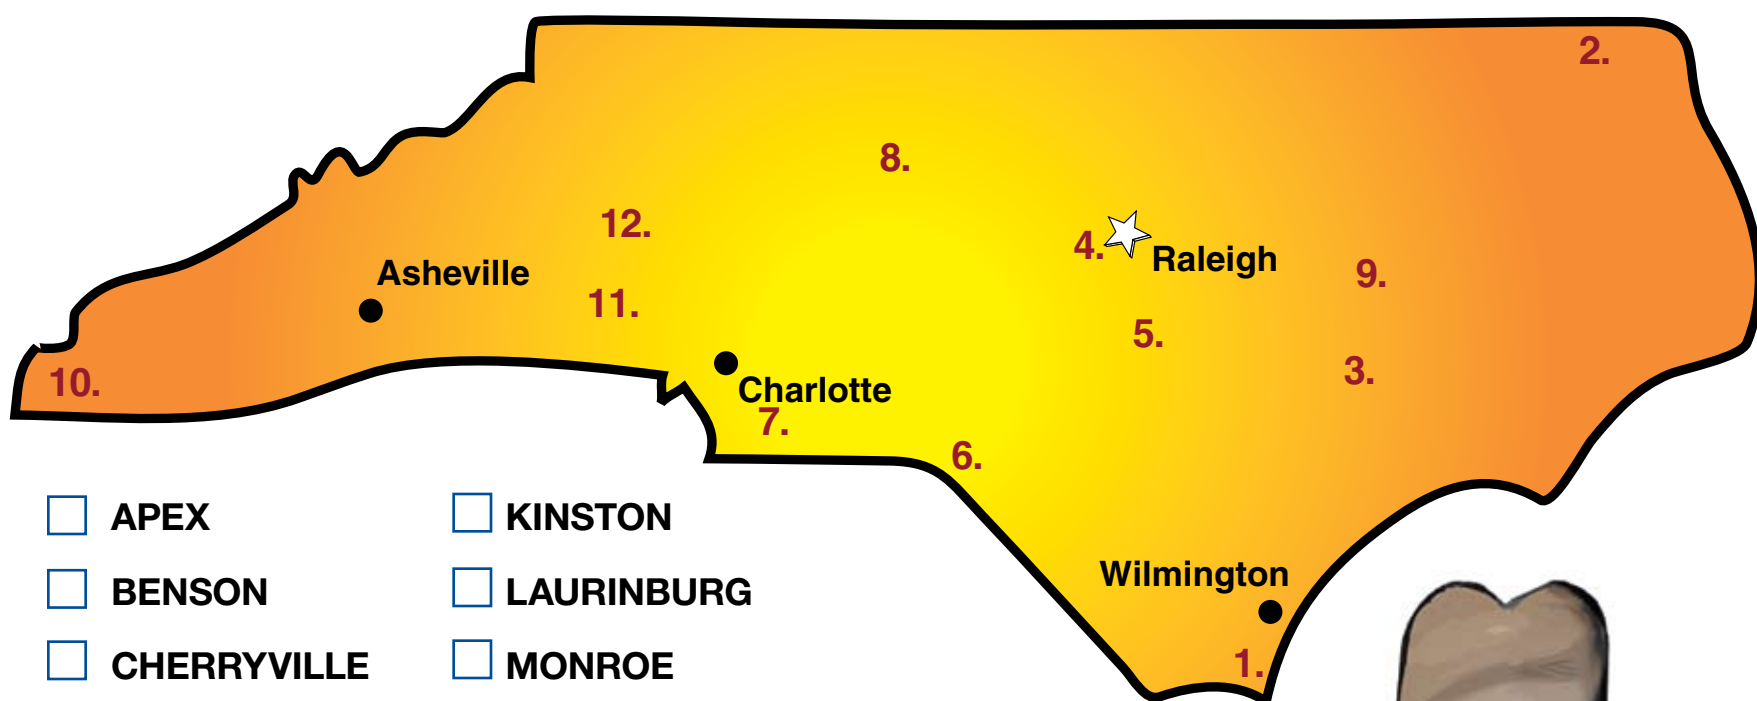 2.
8.
12.
4.
Raleigh
Asheville
9.
11.
5.
3.
10.
Charlotte
7.
6.
Wilmington
1.
APEX
BENSON
CHERRYVILLE
KINSTON
LAURINBURG
MONROE